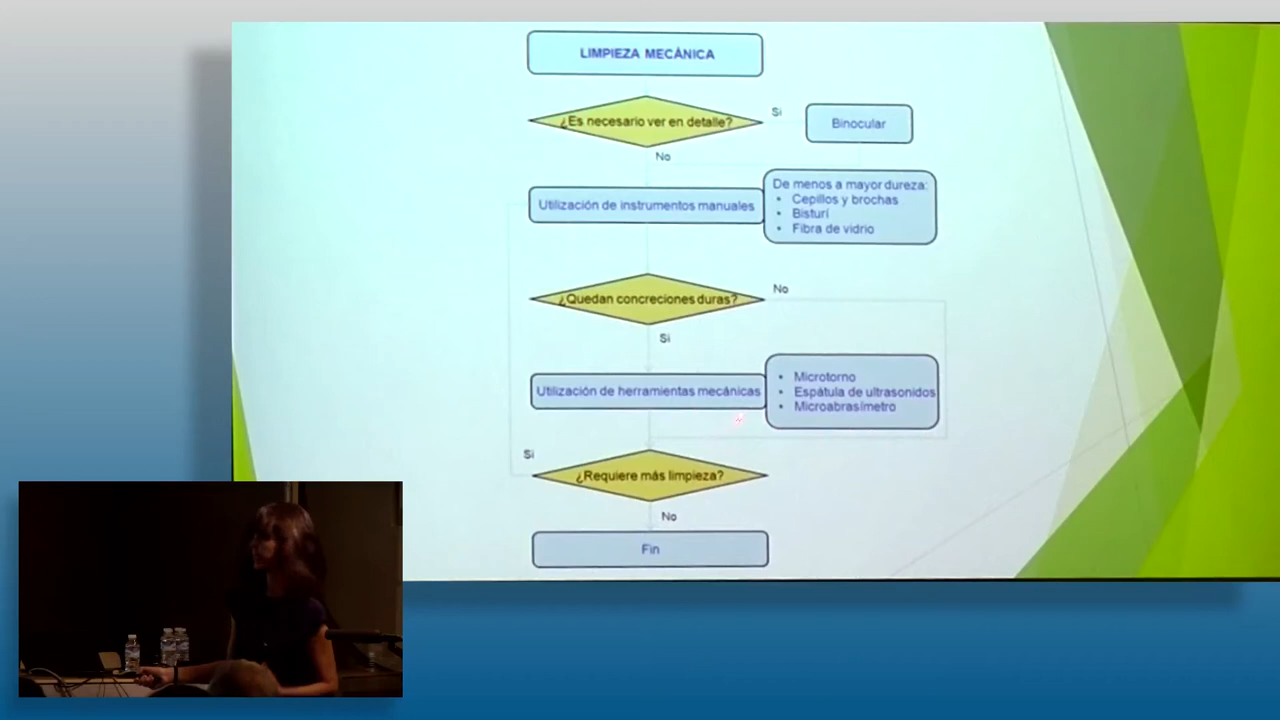 LIMPIEZA MECÁNICA
¿Es necesario ver en detalle?
Si
Binocular
No
Utilización de instrumentos manuales
De menos a mayor dureza:
• Cepillos y brochas
• Bisturí
• Fibra de vidrio
¿Quedan concreciones duras?
No
Si
Utilización de herramientas mecánicas
• Microtorno
• Espátula de ultrasonidos
• Microabrasímetro
Si
¿Requiere más limpieza?
No
Fin